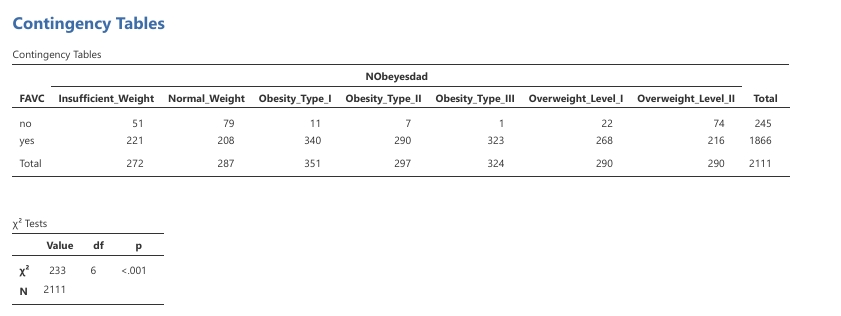 Contingency Tables
Contingency Tables
NObeyesdad
FAVC Insufficient_Weight Normal_Weight Obesity_Type_I Obesity_Type_II Obesity_Type_III Overweight_Level_I Overweight_Level_II Total
no 51 79 11 7 1 22 74 245
yes 221 208 340 290 323 268 216 1866
Total 272 287 351 297 324 290 290 2111
χ² Tests
Value df p
χ² 233 6 <.001
N 2111